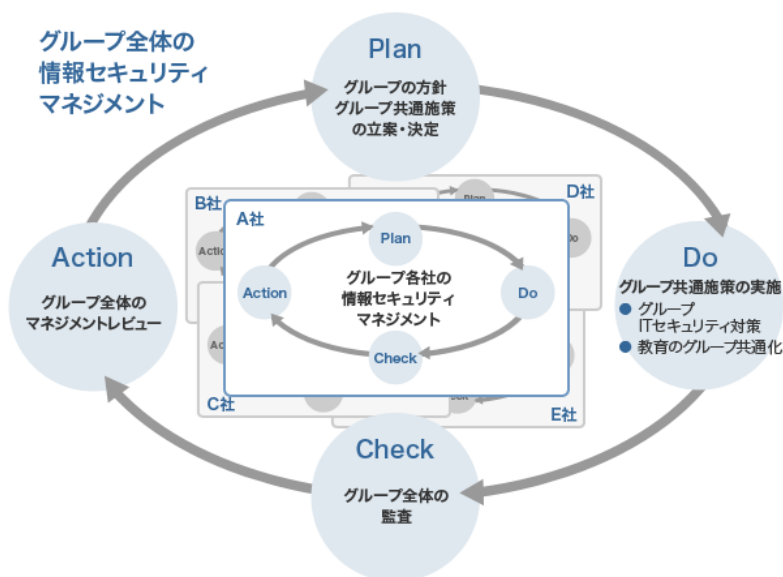 グループ全体の
情報セキュリティ
マネジメント
Plan
グループの方針
グループ共通施策
の立案・決定
Do
グループ共通施策の実施
● グループ
ITセキュリティ対策
● 教育のグループ共通化
Check
グループ全体の
監査
Action
グループ全体の
マネジメントレビュー
B社
D社
Plan
Do
A社
Plan
Do
Check
Action
グループ各社の
情報セキュリティ
マネジメント
C社
E社